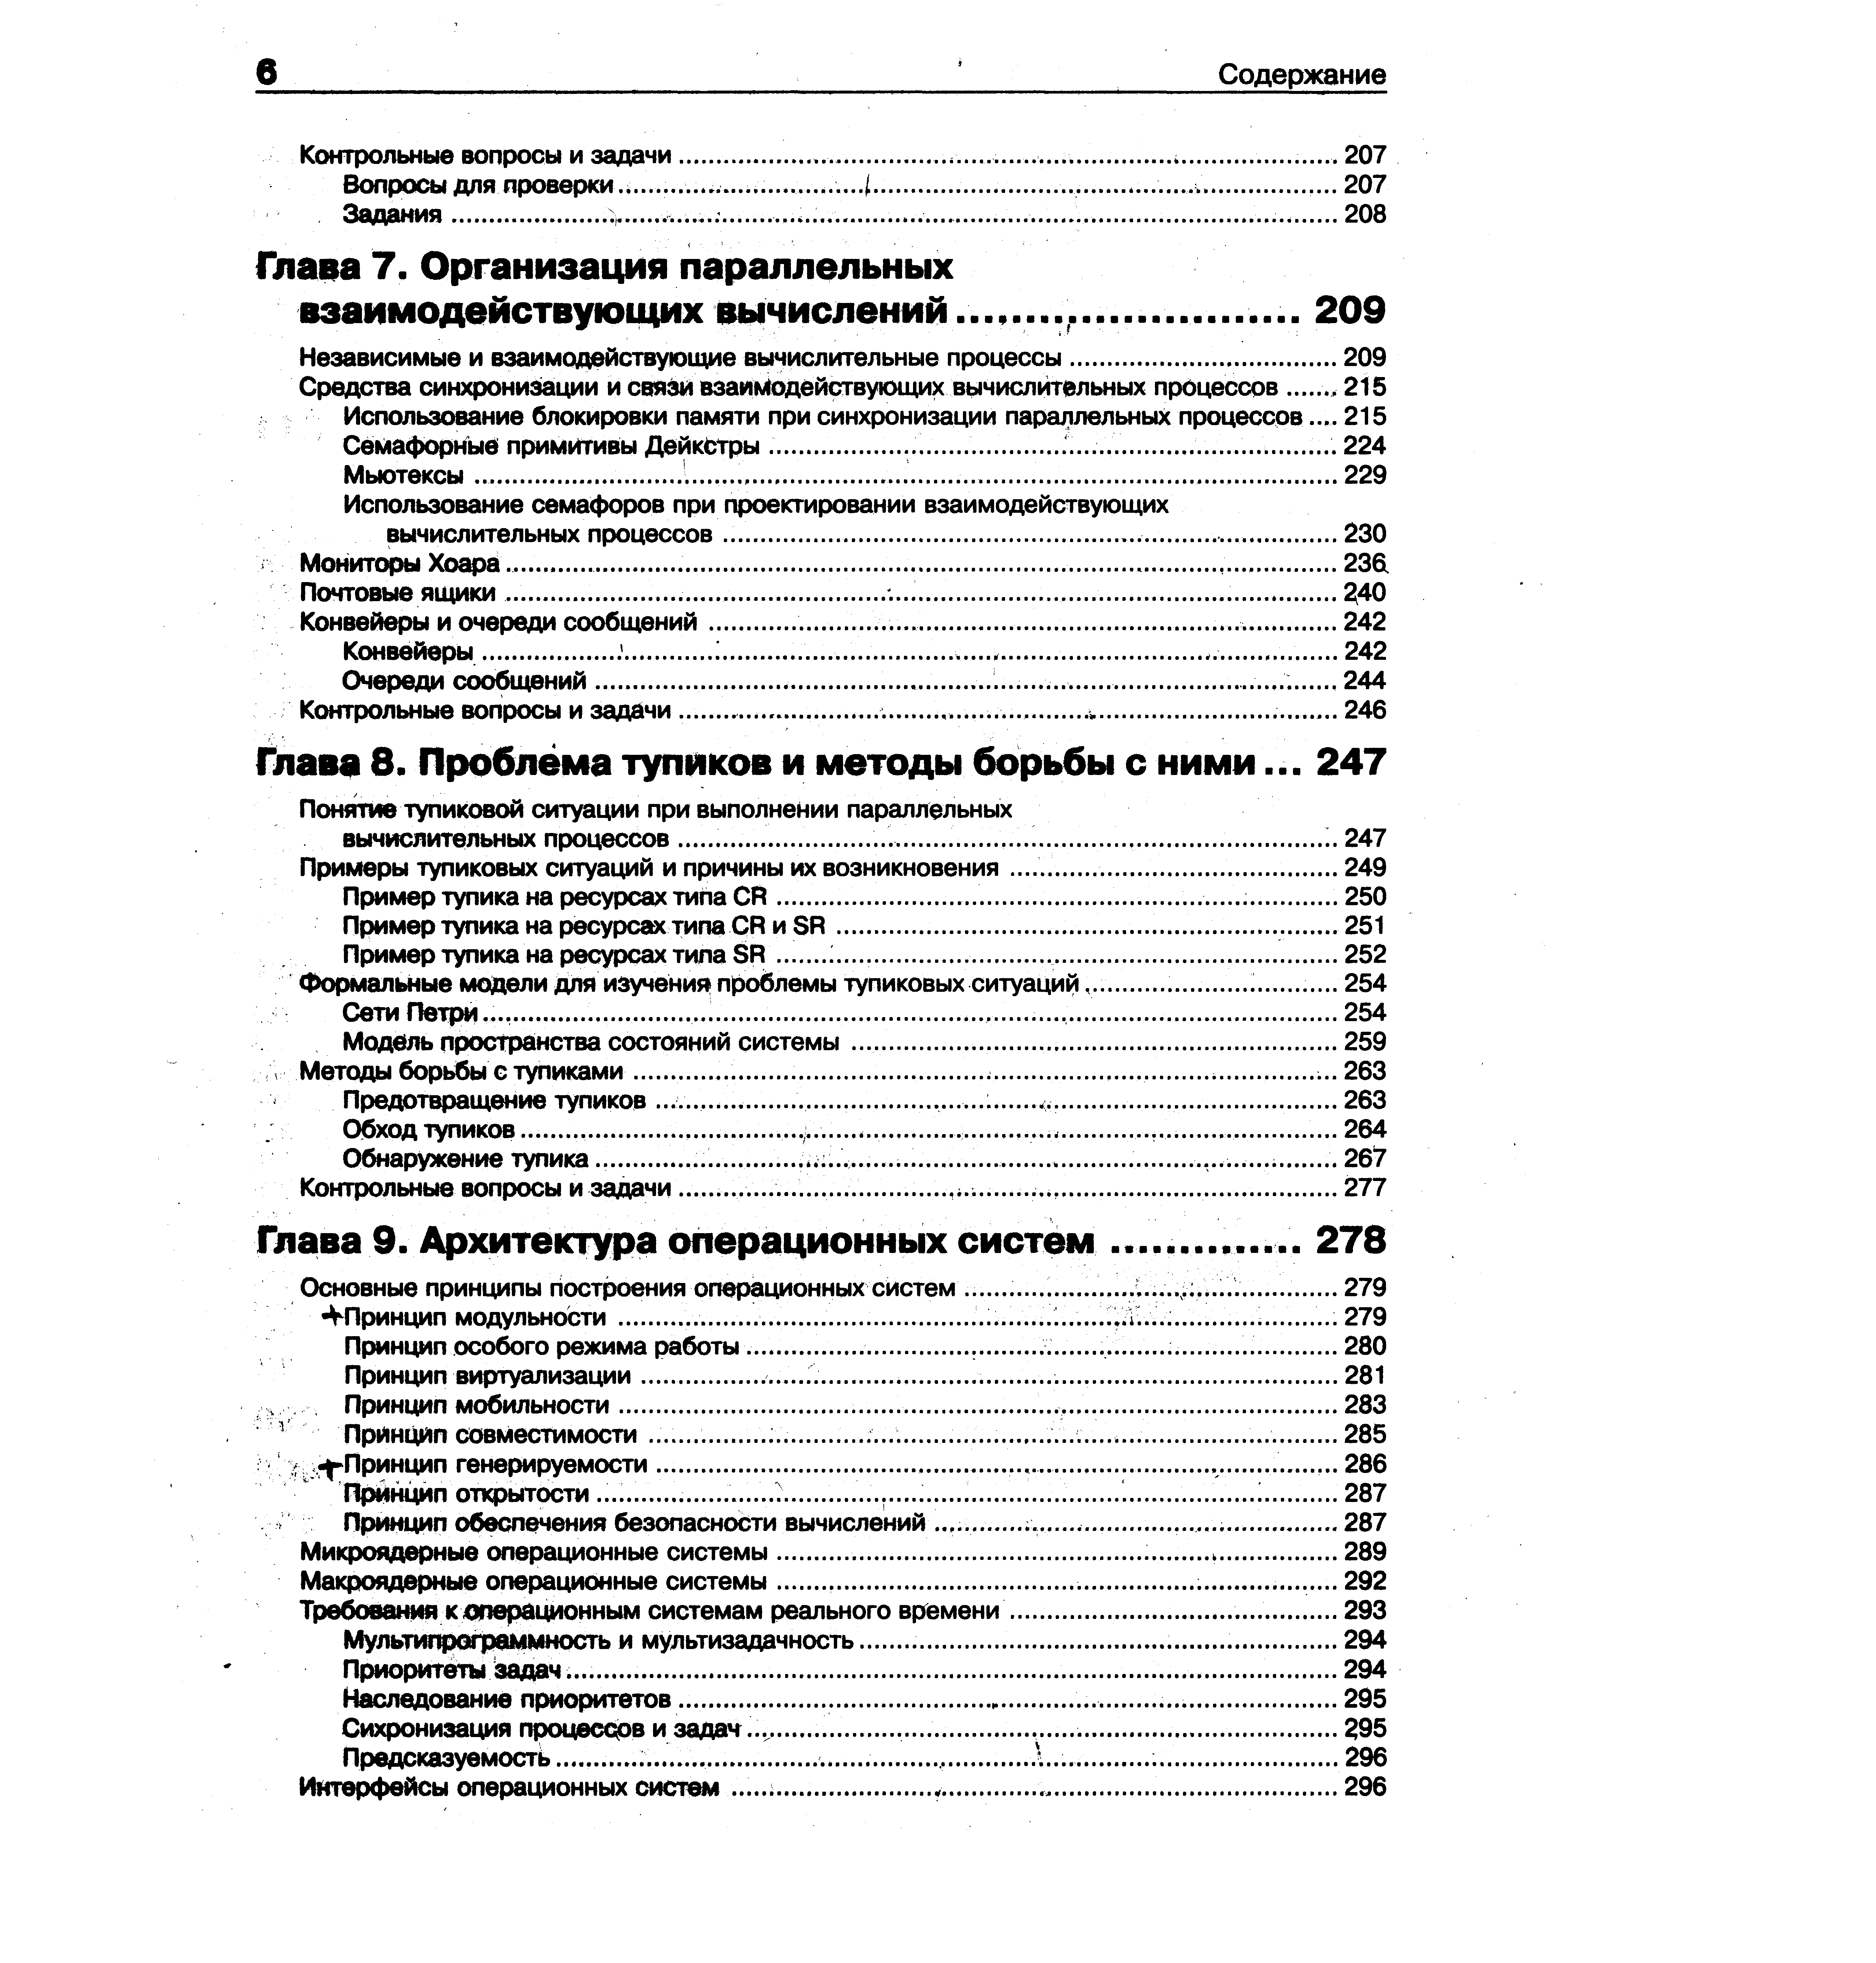 6 Содержание
Контрольные вопросы и задачи ........ 207
Вопросы для проверки ........ 207
Задания ........ 208
Глава 7. Организация параллельных
взаимодействующих вычислений ........ 209
Независимые и взаимодействующие вычислительные процессы ........ 209
Средства синхронизации и связи взаимодействующих вычислительных процессов ....... 215
Использование блокировки памяти при синхронизации параллельных процессов .... 215
Семафорные примитивы Дейкстры ........ 224
Мьютексы ........ 229
Использование семафоров при проектировании взаимодействующих
вычислительных процессов ........ 230
Мониторы Хоара ........ 236
Почтовые ящики ........ 240
Конвейеры и очереди сообщений ........ 242
Конвейеры ........ 242
Очереди сообщений ........ 244
Контрольные вопросы и задачи ........ 246
Глава 8. Проблема тупиков и методы борьбы с ними ... 247
Понятие тупиковой ситуации при выполнении параллельных
вычислительных процессов ........ 247
Примеры тупиковых ситуаций и причины их возникновения ........ 249
Пример тупика на ресурсах типа CR ........ 250
Пример тупика на ресурсах типа CR и SR ........ 251
Пример тупика на ресурсах типа SR ........ 252
Формальные модели для изучения проблемы тупиковых ситуаций ........ 254
Сети Петри ........ 254
Модель пространства состояний системы ........ 259
Методы борьбы с тупиками ........ 263
Предотвращение тупиков ........ 263
Обход тупиков ........ 264
Обнаружение тупика ........ 267
Контрольные вопросы и задачи ........ 277
Глава 9. Архитектура операционных систем ........ 278
Основные принципы построения операционных систем ........ 279
+Принцип модульности ........ 279
Принцип особого режима работы ........ 280
Принцип виртуализации ........ 281
Принцип мобильности ........ 283
Принцип совместимости ........ 285
+Принцип генерируемости ........ 286
Принцип открытости ........ 287
Принцип обеспечения безопасности вычислений ........ 287
Микроядерные операционные системы ........ 289
Макроядерные операционные системы ........ 292
Требования к операционным системам реального времени ........ 293
Мультипрограммность и мультизадачность ........ 294
Приоритеты задач ........ 294
Наследование приоритетов ........ 295
Сихронизация процессов и задач ........ 295
Предсказуемость ........ 296
Интерфейсы операционных систем ........ 296